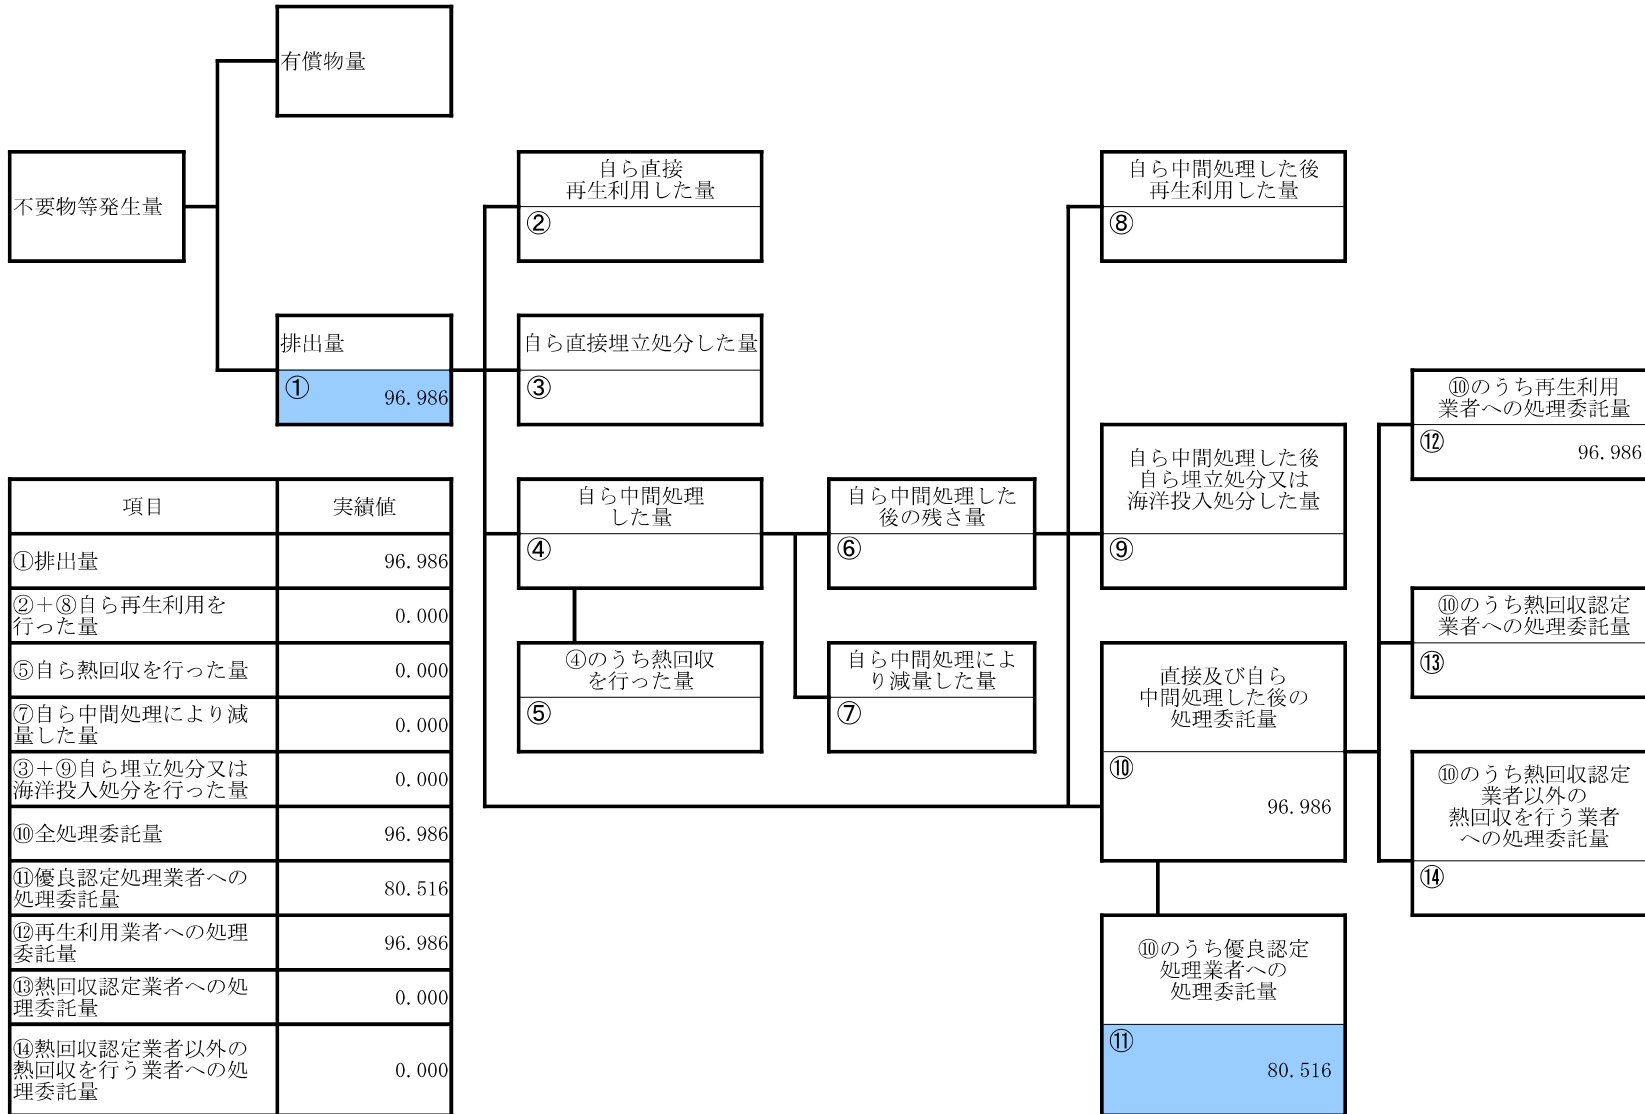 有償物量
不要物等発生量
自ら直接
再生利用した量
②
自ら中間処理した後
再生利用した量
⑧
排出量
① 96.986
自ら直接埋立処分した量
③
⑩のうち再生利用
業者への処理委託量
⑫ 96.986
自ら中間処理した後
自ら埋立処分又は
海洋投入処分した量
⑨
自ら中間処理
した量
④
自ら中間処理した
後の残さ量
⑥
⑩のうち熱回収認定
業者への処理委託量
⑬
④のうち熱回収
を行った量
⑤
自ら中間処理によ
り減量した量
⑦
直接及び自ら
中間処理した後の
処理委託量
⑩
96.986
⑩のうち熱回収認定
業者以外の
熱回収を行う業者
への処理委託量
⑭
⑩のうち優良認定
処理業者への
処理委託量
⑪
80.516
項目 実績値
①排出量 96.986
②＋⑧自ら再生利用を
行った量 0.000
⑤自ら熱回収を行った量 0.000
⑦自ら中間処理により減
量した量 0.000
③＋⑨自ら埋立処分又は
海洋投入処分を行った量 0.000
⑩全処理委託量 96.986
⑪優良認定処理業者への
処理委託量 80.516
⑫再生利用業者への処理
委託量 96.986
⑬熱回収認定業者への処
理委託量 0.000
⑭熱回収認定業者以外の
熱回収を行う業者への処
理委託量 0.000